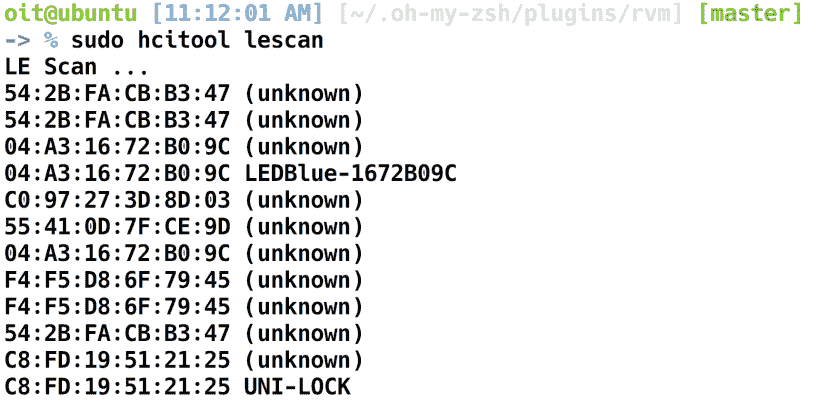 oit@ubuntu [11:12:01 AM] [~/.oh-my-zsh/plugins/rvm] [master]
-> % sudo hcitool lescan
LE Scan ...
54:2B:FA:CB:B3:47 (unknown)
54:2B:FA:CB:B3:47 (unknown)
04:A3:16:72:B0:9C (unknown)
04:A3:16:72:B0:9C LEDBlue-1672B09C
C0:97:27:3D:8D:03 (unknown)
55:41:0D:7F:CE:9D (unknown)
04:A3:16:72:B0:9C (unknown)
F4:F5:D8:6F:79:45 (unknown)
F4:F5:D8:6F:79:45 (unknown)
54:2B:FA:CB:B3:47 (unknown)
C8:FD:19:51:21:25 (unknown)
C8:FD:19:51:21:25 UNI-LOCK